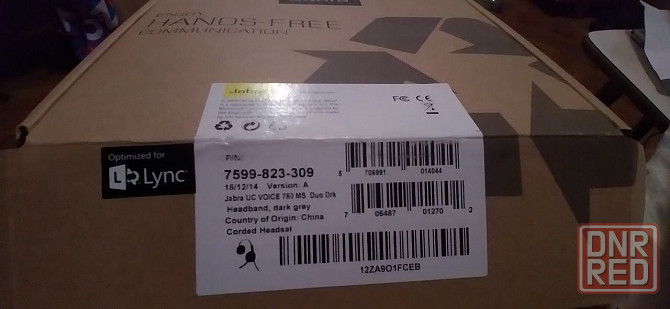 ENJOY
HANDS-FREE
COMMUNICATION
Jabra
FC CE
P/N:
7599-823-309
16/12/14 Version: A
Jabra UC VOICE 750 MS Duo Drk
Headband, dark grey
Country of Origin: China
Corded Headset
5 706991 014044
7 06487 01270 2
12ZA9O1FCEB
Optimized for
Lync
DNR
RED